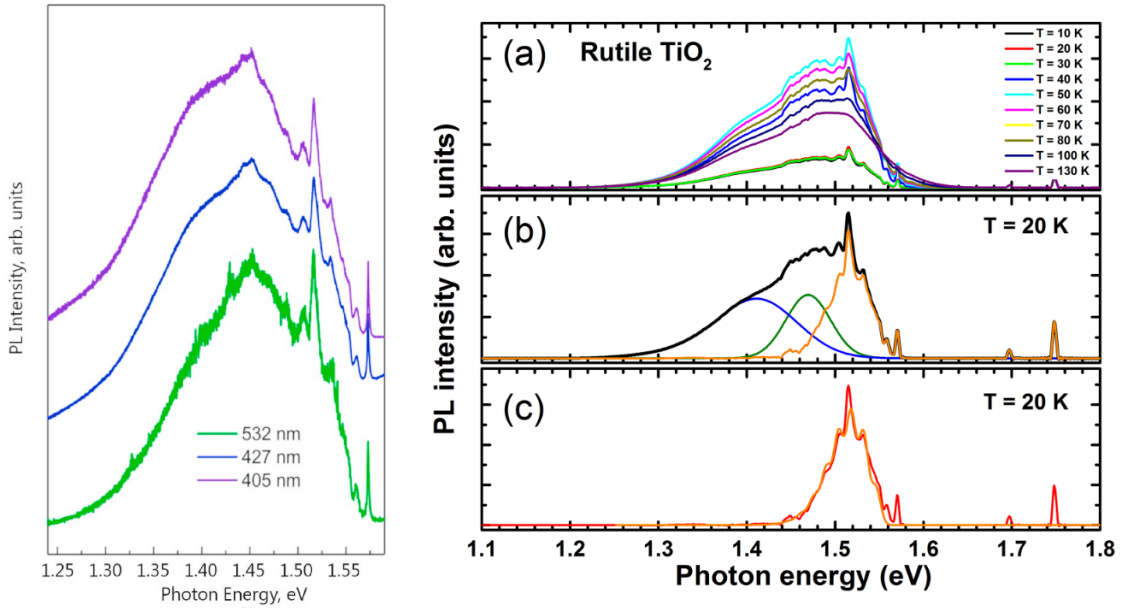 PL Intensity, arb. units
532 nm
427 nm
405 nm
1.25 1.30 1.35 1.40 1.45 1.50 1.55
Photon Energy, eV
PL intensity (arb. units)
(a) Rutile TiO₂
T = 10 K
T = 20 K
T = 30 K
T = 40 K
T = 50 K
T = 60 K
T = 70 K
T = 80 K
T = 100 K
T = 130 K
(b) T = 20 K
(c) T = 20 K
1.1 1.2 1.3 1.4 1.5 1.6 1.7 1.8
Photon energy (eV)